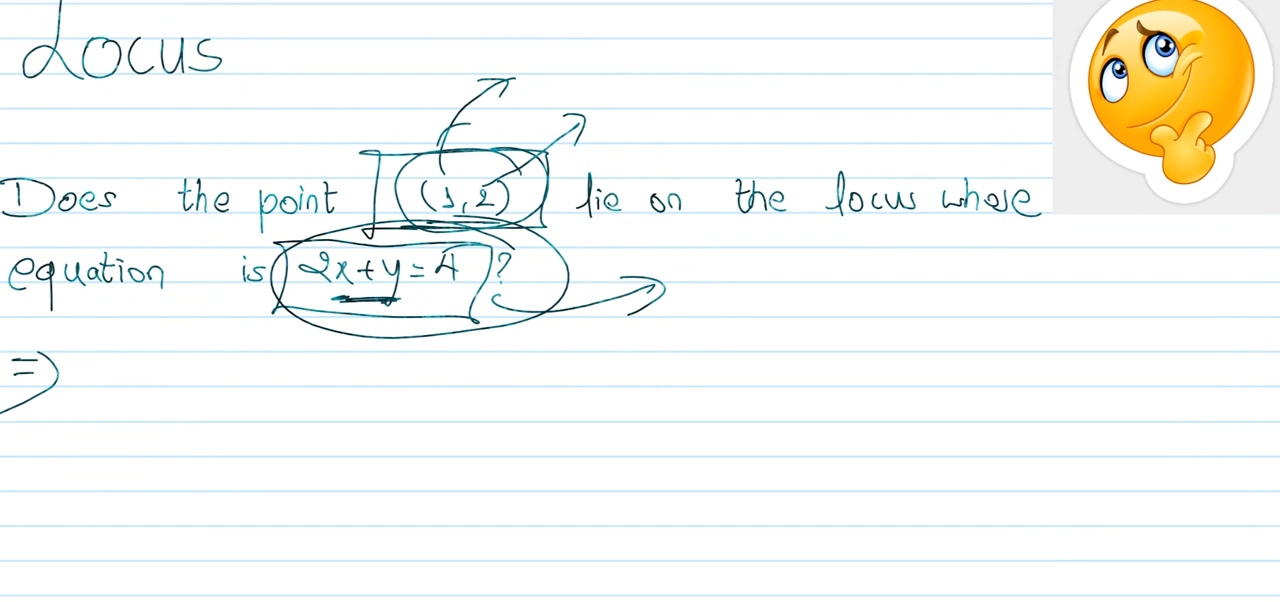 Locus
Does the point (1,2) lie on the locus whose
equation is 2x+y=4 ?
=)